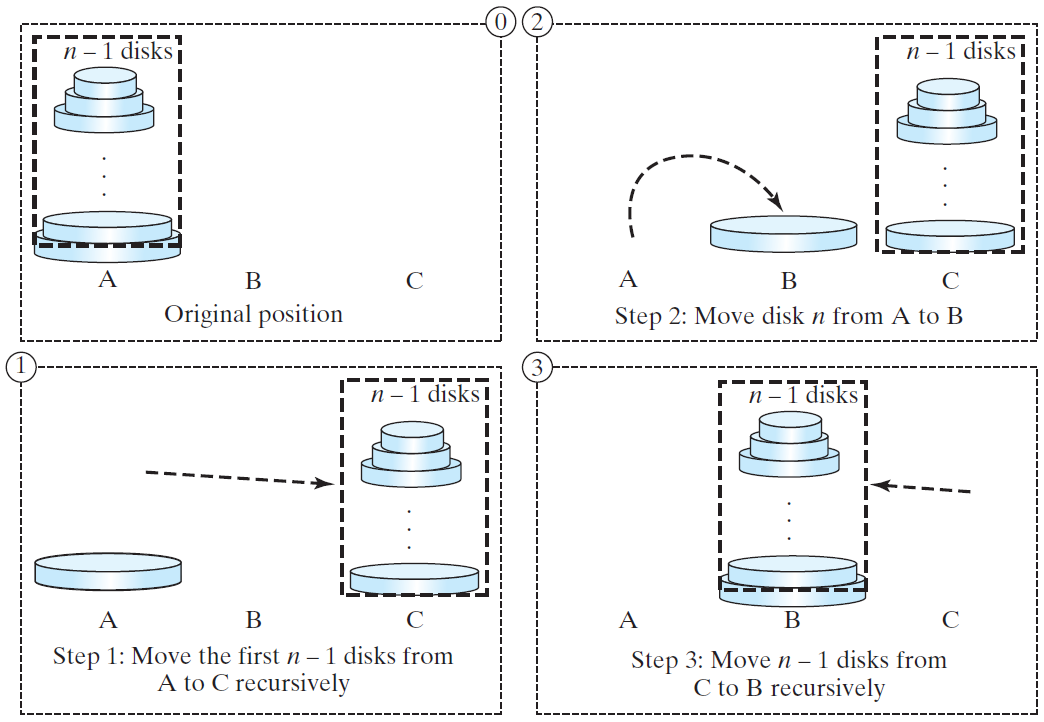 0
n – 1 disks
A
B
C
Original position
1
n – 1 disks
A
B
C
Step 1: Move the first n – 1 disks from
A to C recursively
2
n – 1 disks
A
B
C
Step 2: Move disk n from A to B
3
n – 1 disks
A
B
C
Step 3: Move n – 1 disks from
C to B recursively